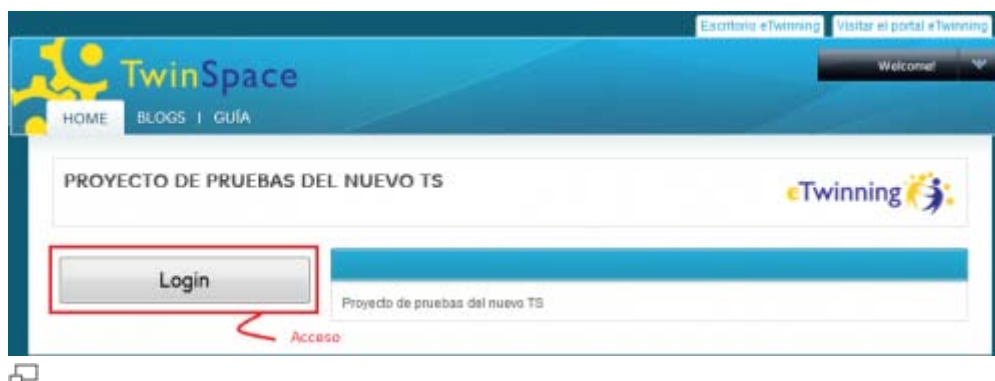 Escritorio eTwinning Visitar el portal eTwinning
Welcome!
TwinSpace
HOME BLOGS | GUÍA
PROYECTO DE PRUEBAS DEL NUEVO TS
eTwinning
Login
Proyecto de pruebas del nuevo TS
Acceso